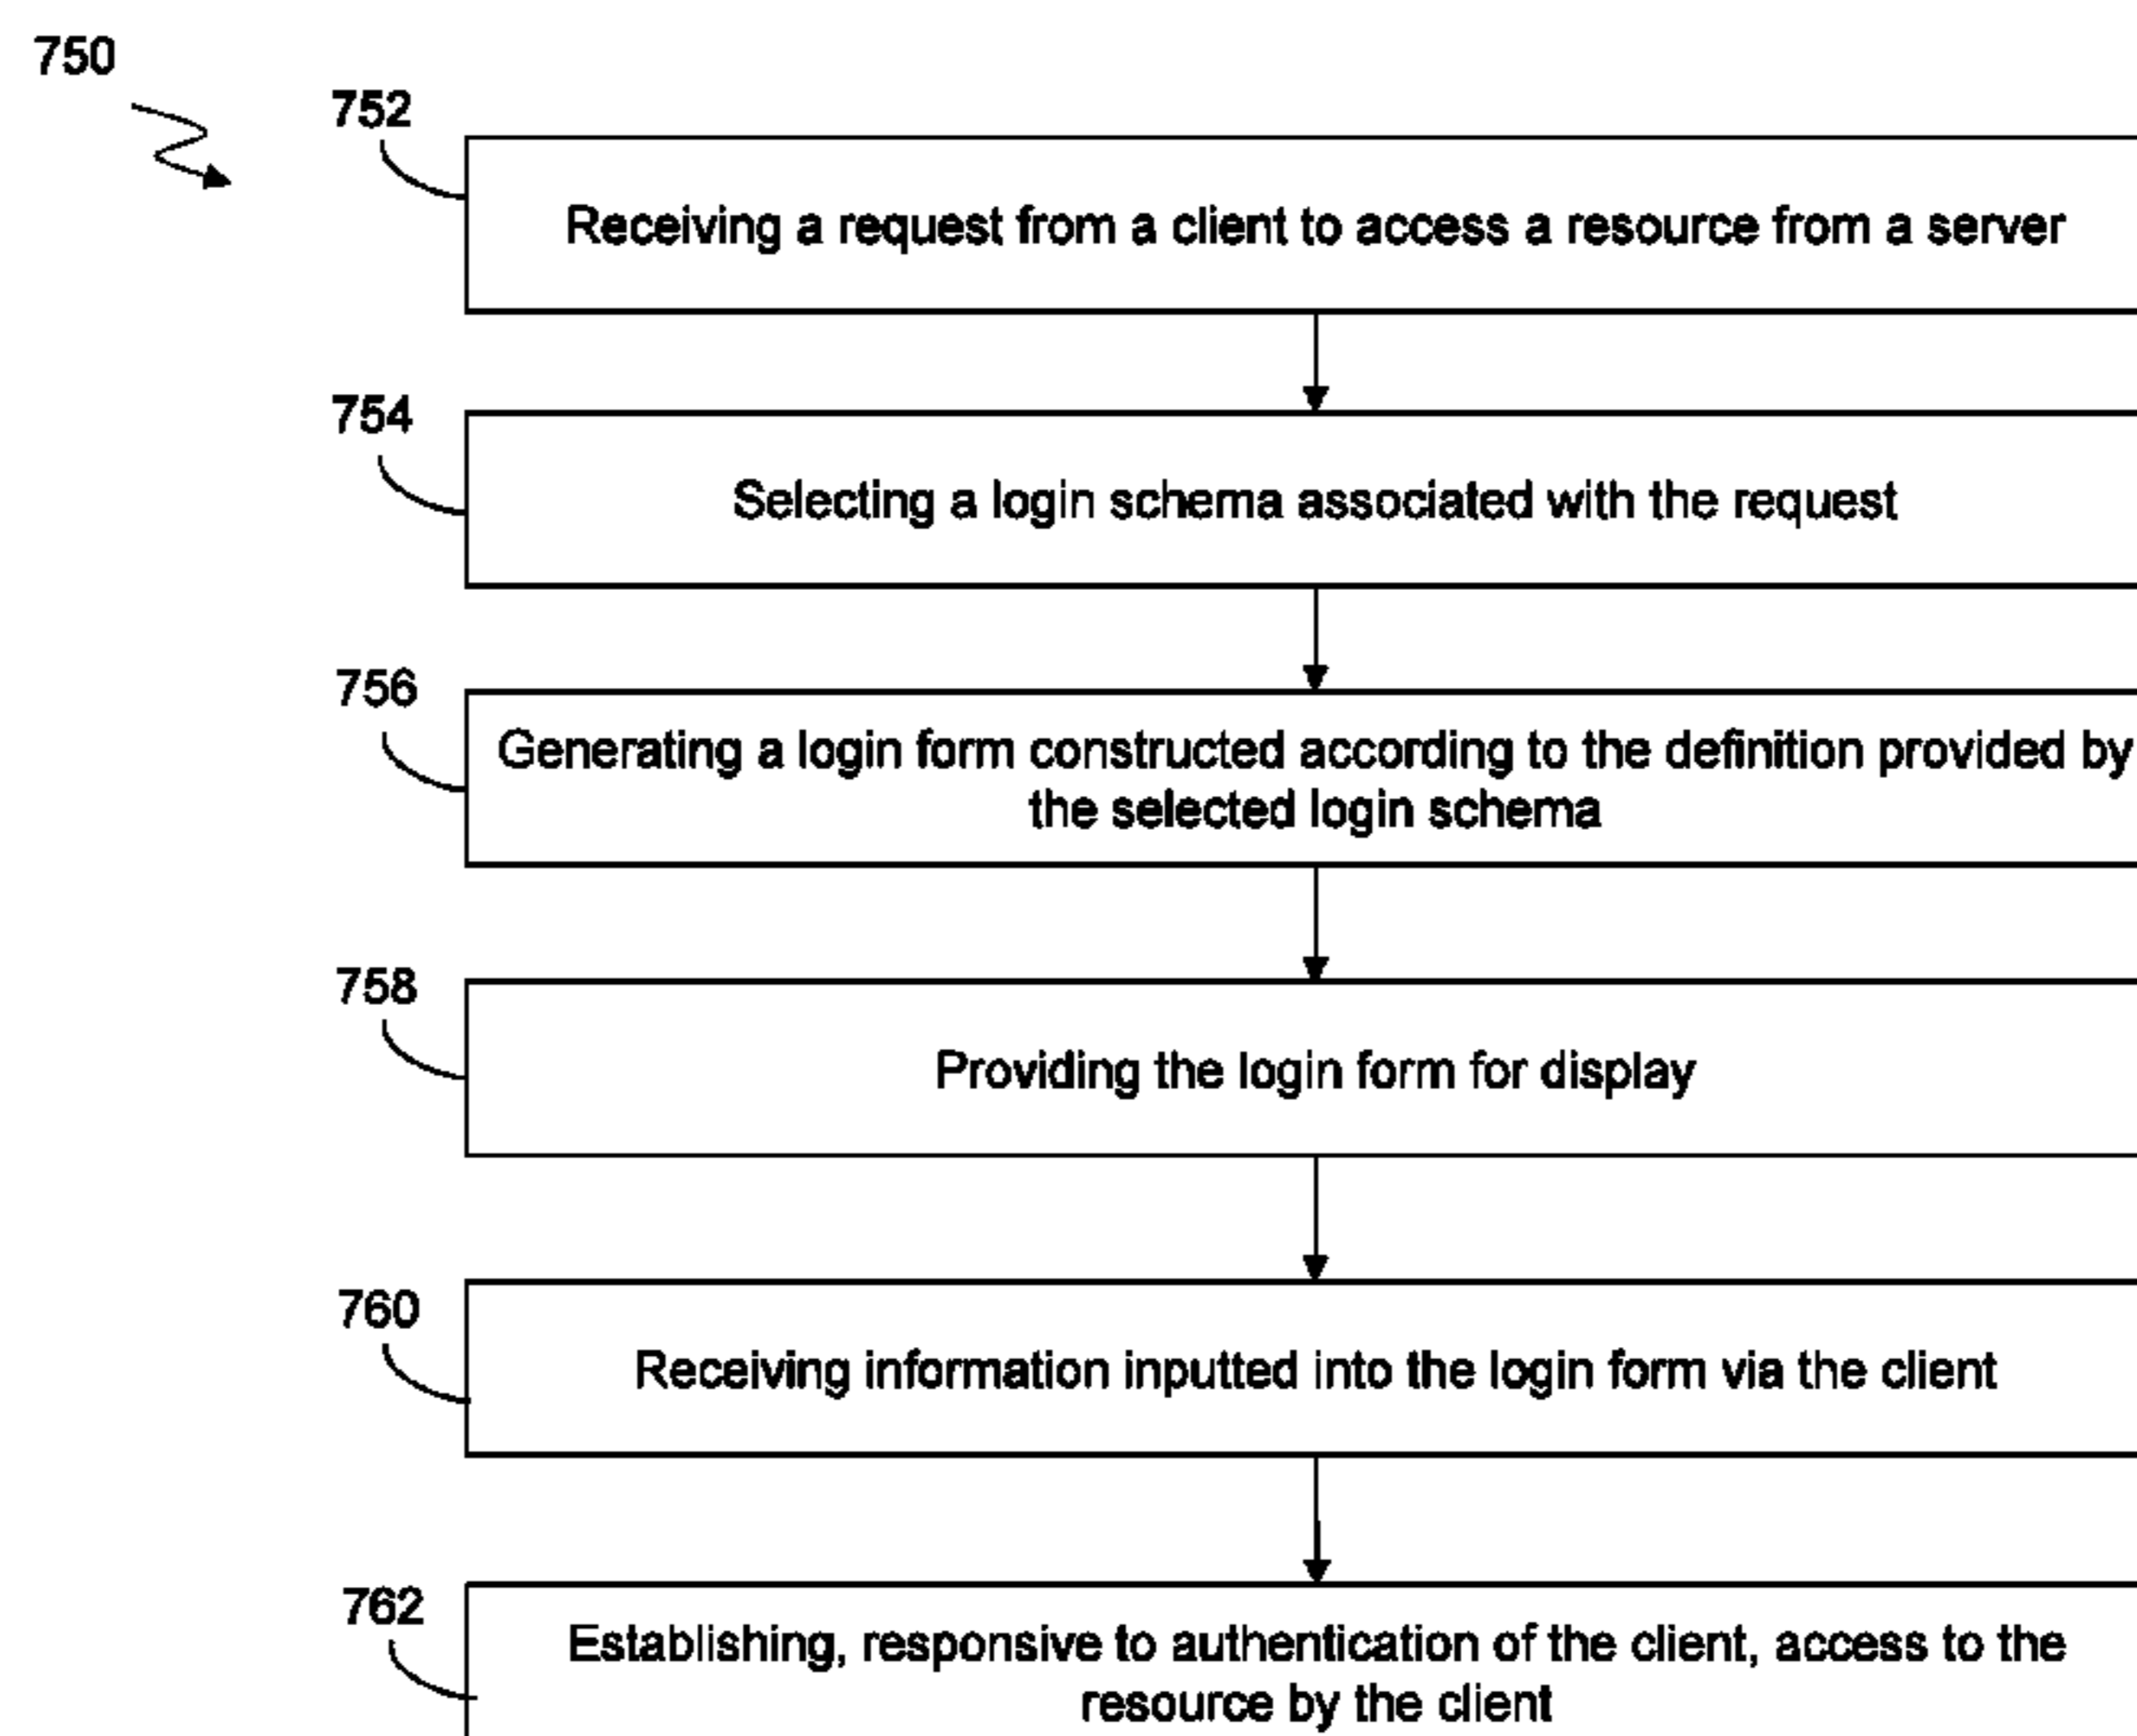 750
752
Receiving a request from a client to access a resource from a server
754
Selecting a login schema associated with the request
756
Generating a login form constructed according to the definition provided by
the selected login schema
758
Providing the login form for display
760
Receiving information inputted into the login form via the client
762
Establishing, responsive to authentication of the client, access to the
resource by the client